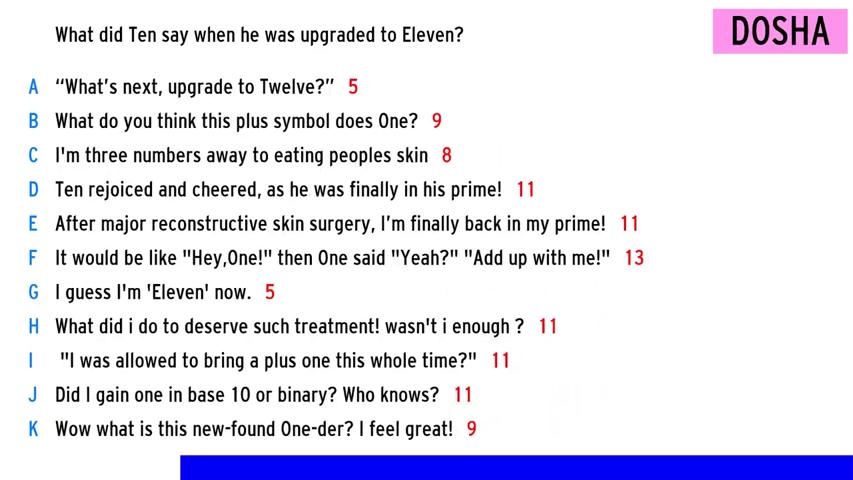 What did Ten say when he was upgraded to Eleven?
DOSHA
A “What's next, upgrade to Twelve?” 5
B What do you think this plus symbol does One? 9
C I'm three numbers away to eating peoples skin 8
D Ten rejoiced and cheered, as he was finally in his prime! 11
E After major reconstructive skin surgery, I'm finally back in my prime! 11
F It would be like "Hey,One!" then One said "Yeah?" "Add up with me!" 13
G I guess I'm 'Eleven' now. 5
H What did i do to deserve such treatment! wasn't i enough ? 11
I "I was allowed to bring a plus one this whole time?" 11
J Did I gain one in base 10 or binary? Who knows? 11
K Wow what is this new-found One-der? I feel great! 9